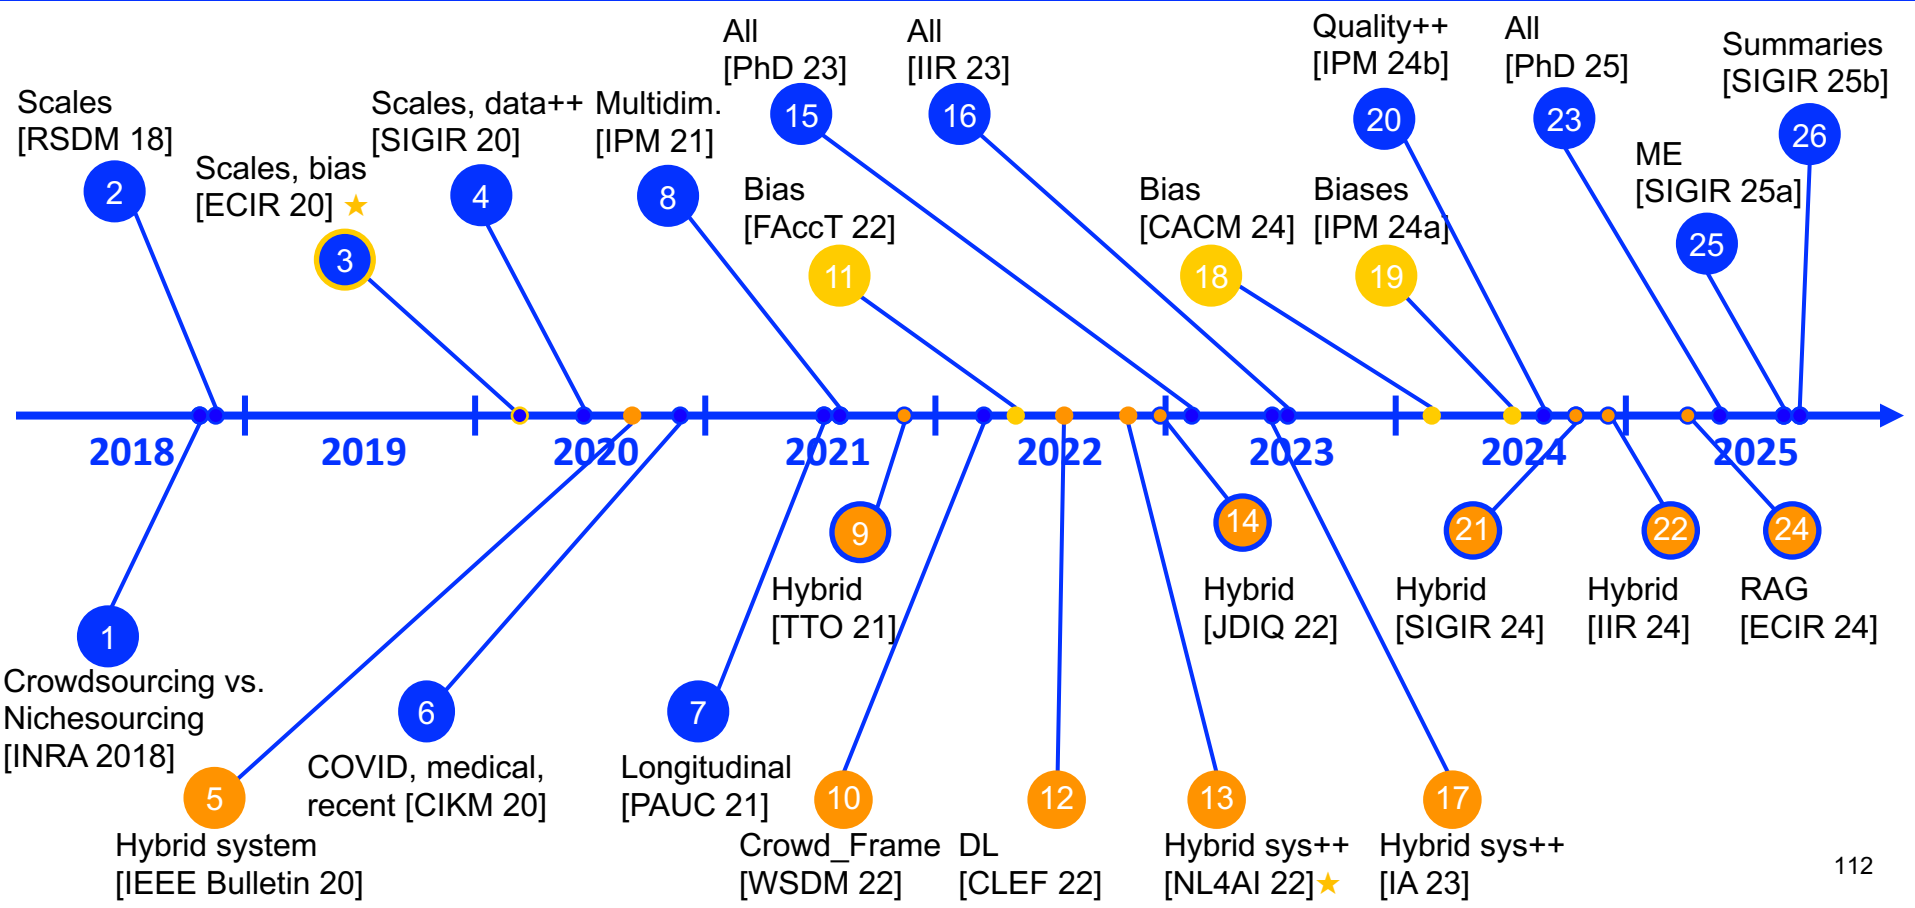 All
[PhD 23]
15
All
[IIR 23]
16
Quality++
[IPM 24b]
20
All
[PhD 25]
23
Summaries
[SIGIR 25b]
26
Scales
[RSDM 18]
2
Scales, bias
[ECIR 20] ★
3
Scales, data++
[SIGIR 20]
4
Multidim.
[IPM 21]
8
Bias
[FAccT 22]
11
Bias
[CACM 24]
18
Biases
[IPM 24a]
19
ME
[SIGIR 25a]
25
2018
2019
2020
2021
2022
2023
2024
2025
9
Hybrid
[TTO 21]
14
Hybrid
[JDIQ 22]
21
Hybrid
[SIGIR 24]
22
Hybrid
[IIR 24]
24
RAG
[ECIR 24]
1
Crowdsourcing vs.
Nichesourcing
[INRA 2018]
5
Hybrid system
[IEEE Bulletin 20]
6
COVID, medical,
recent [CIKM 20]
7
Longitudinal
[PAUC 21]
10
Crowd_Frame
[WSDM 22]
12
DL
[CLEF 22]
13
Hybrid sys++
[NL4AI 22]★
17
Hybrid sys++
[IA 23]
112